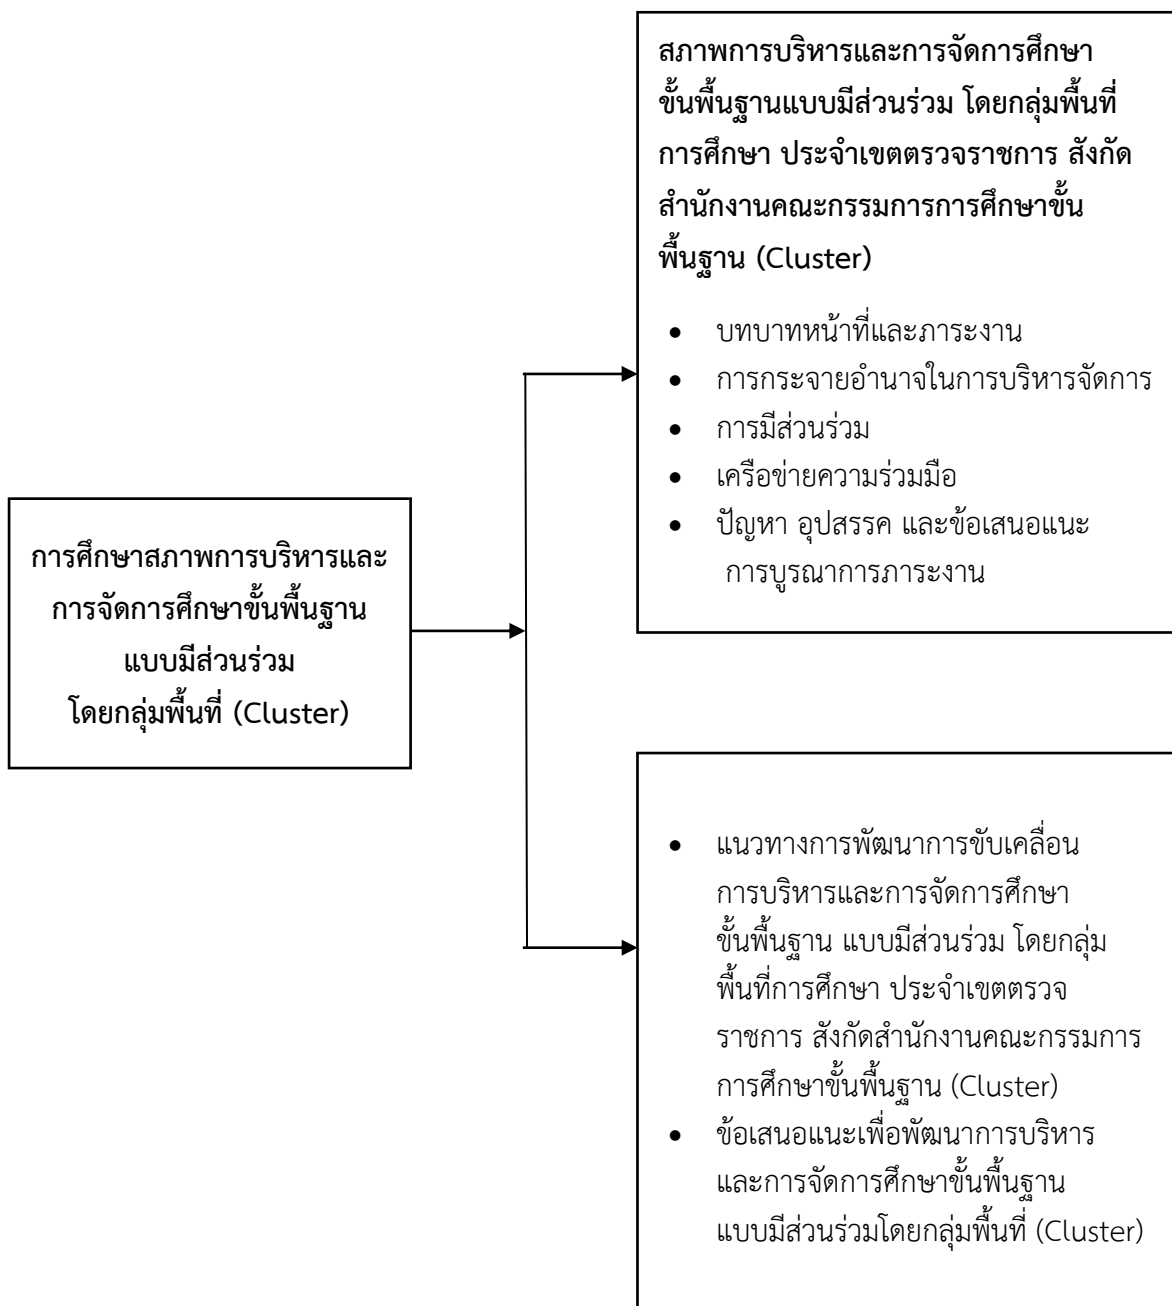 การศึกษาสภาพการบริหารและ
การจัดการศึกษาขั้นพื้นฐาน
แบบมีส่วนร่วม
โดยกลุ่มพื้นที่ (Cluster)
สภาพการบริหารและการจัดการศึกษา
ขั้นพื้นฐานแบบมีส่วนร่วม โดยกลุ่มพื้นที่
การศึกษา ประจำเขตตรวจราชการ สังกัด
สำนักงานคณะกรรมการการศึกษาขั้น
พื้นฐาน (Cluster)
• บทบาทหน้าที่และภาระงาน
• การกระจายอำนาจในการบริหารจัดการ
• การมีส่วนร่วม
• เครือข่ายความร่วมมือ
• ปัญหา อุปสรรค และข้อเสนอแนะ
การบูรณาการภาระงาน
• แนวทางการพัฒนาการขับเคลื่อน
การบริหารและการจัดการศึกษา
ขั้นพื้นฐาน แบบมีส่วนร่วม โดยกลุ่ม
พื้นที่การศึกษา ประจำเขตตรวจ
ราชการ สังกัดสำนักงานคณะกรรมการ
การศึกษาขั้นพื้นฐาน (Cluster)
• ข้อเสนอแนะเพื่อพัฒนาการบริหาร
และการจัดการศึกษาขั้นพื้นฐาน
แบบมีส่วนร่วมโดยกลุ่มพื้นที่ (Cluster)